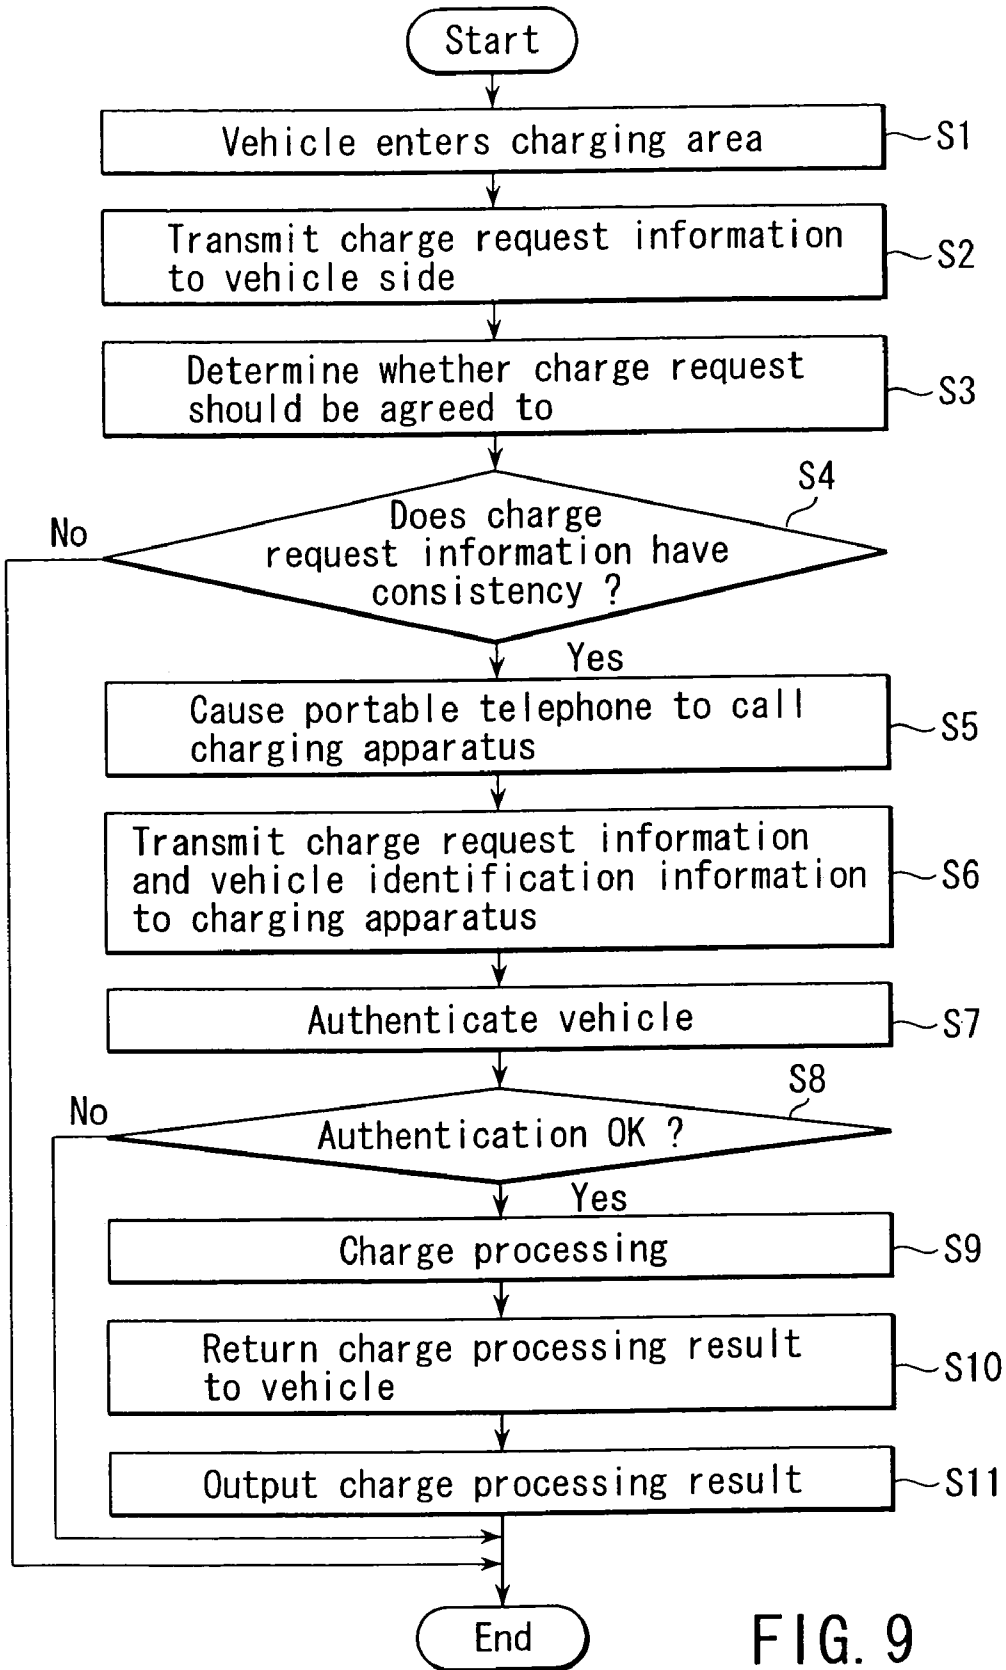 Start
Vehicle enters charging area
S1
Transmit charge request information
to vehicle side
S2
Determine whether charge request
should be agreed to
S3
S4
No
Does charge
request information have
consistency ?
Yes
Cause portable telephone to call
charging apparatus
S5
Transmit charge request information
and vehicle identification information
to charging apparatus
S6
Authenticate vehicle
S7
S8
No
Authentication OK ?
Yes
Charge processing
S9
Return charge processing result
to vehicle
S10
Output charge processing result
S11
End
FIG. 9